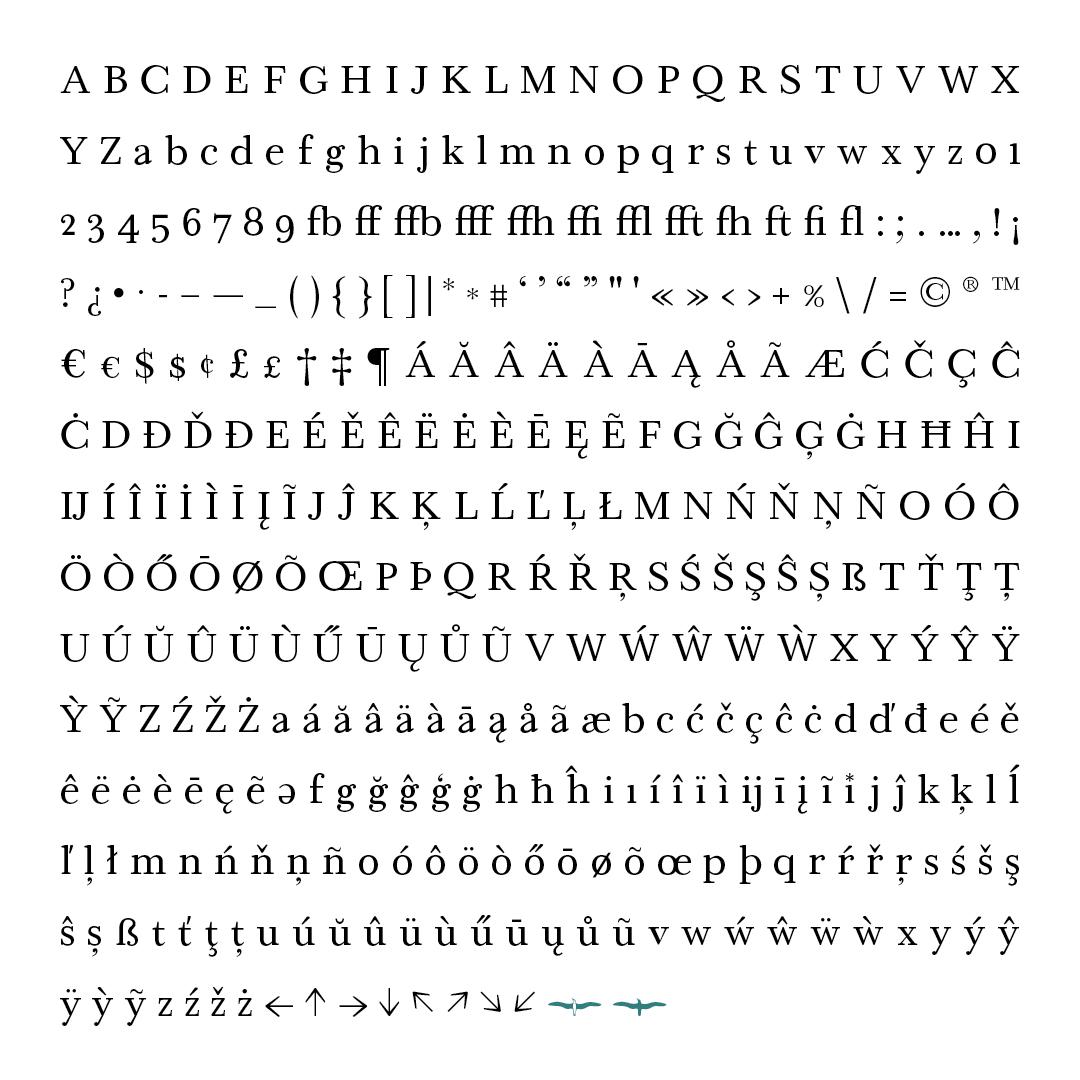 A B C D E F G H I J K L M N O P Q R S T U V W X
Y Z a b c d e f g h i j k l m n o p q r s t u v w x y z 0 1
2 3 4 5 6 7 8 9 fb ff ffb fff ffh ffi ffl fft fh ft fi fl : ; . … , ! ¡
? ¿ • · - – — _ ( ) { } [ ] | * * # ‘ ’ “ ” " ' « » ‹ › + % \ / = © ® ™
€ € $ $ ¢ £ £ † ‡ ¶ Á Ă Â Ä À Ā Ą Å Ã Æ Ć Č Ç Ĉ
Ċ D Đ Ď Đ E É Ě Ê Ë Ė È Ē Ę Ẽ F G Ğ Ĝ Ģ Ġ H Ħ Ĥ I
IJ Í Î Ï İ Ì Ī Į Ĩ J Ĵ K Ķ L Ĺ Ľ Ļ Ł M N Ń Ň Ņ Ñ O Ó Ô
Ö Ò Ő Ō Ø Õ Œ P Þ Q R Ŕ Ř Ŗ S Ś Š Ş Ŝ Ș ẞ T Ť Ţ Ț
U Ú Ŭ Û Ü Ù Ű Ū Ų Ů Ũ V W Ẃ Ŵ Ẅ Ẁ X Y Ý Ŷ Ÿ
Ỳ Ỹ Z Ź Ž Ż a á ă â ä à ā ą å ã æ b c ć č ç ĉ ċ d ď đ e é ě
ê ë ė è ē ę ẽ ə f g ğ ĝ ģ ġ h ħ ĥ i ı í î ï ì ij ī į ĩ i* j ĵ k ķ l ĺ
ľ ļ ł m n ń ň ņ ñ o ó ô ö ò ő ō ø õ œ p þ q r ŕ ř ŗ s ś š ş
ŝ ș ß t ť ţ ț u ú ŭ û ü ù ű ū ų ů ũ v w ẃ ŵ ẅ ẁ x y ý ŷ
ÿ ỳ ỹ z ź ž ż ← ↑ → ↓ ↖ ↗ ↘ ↙